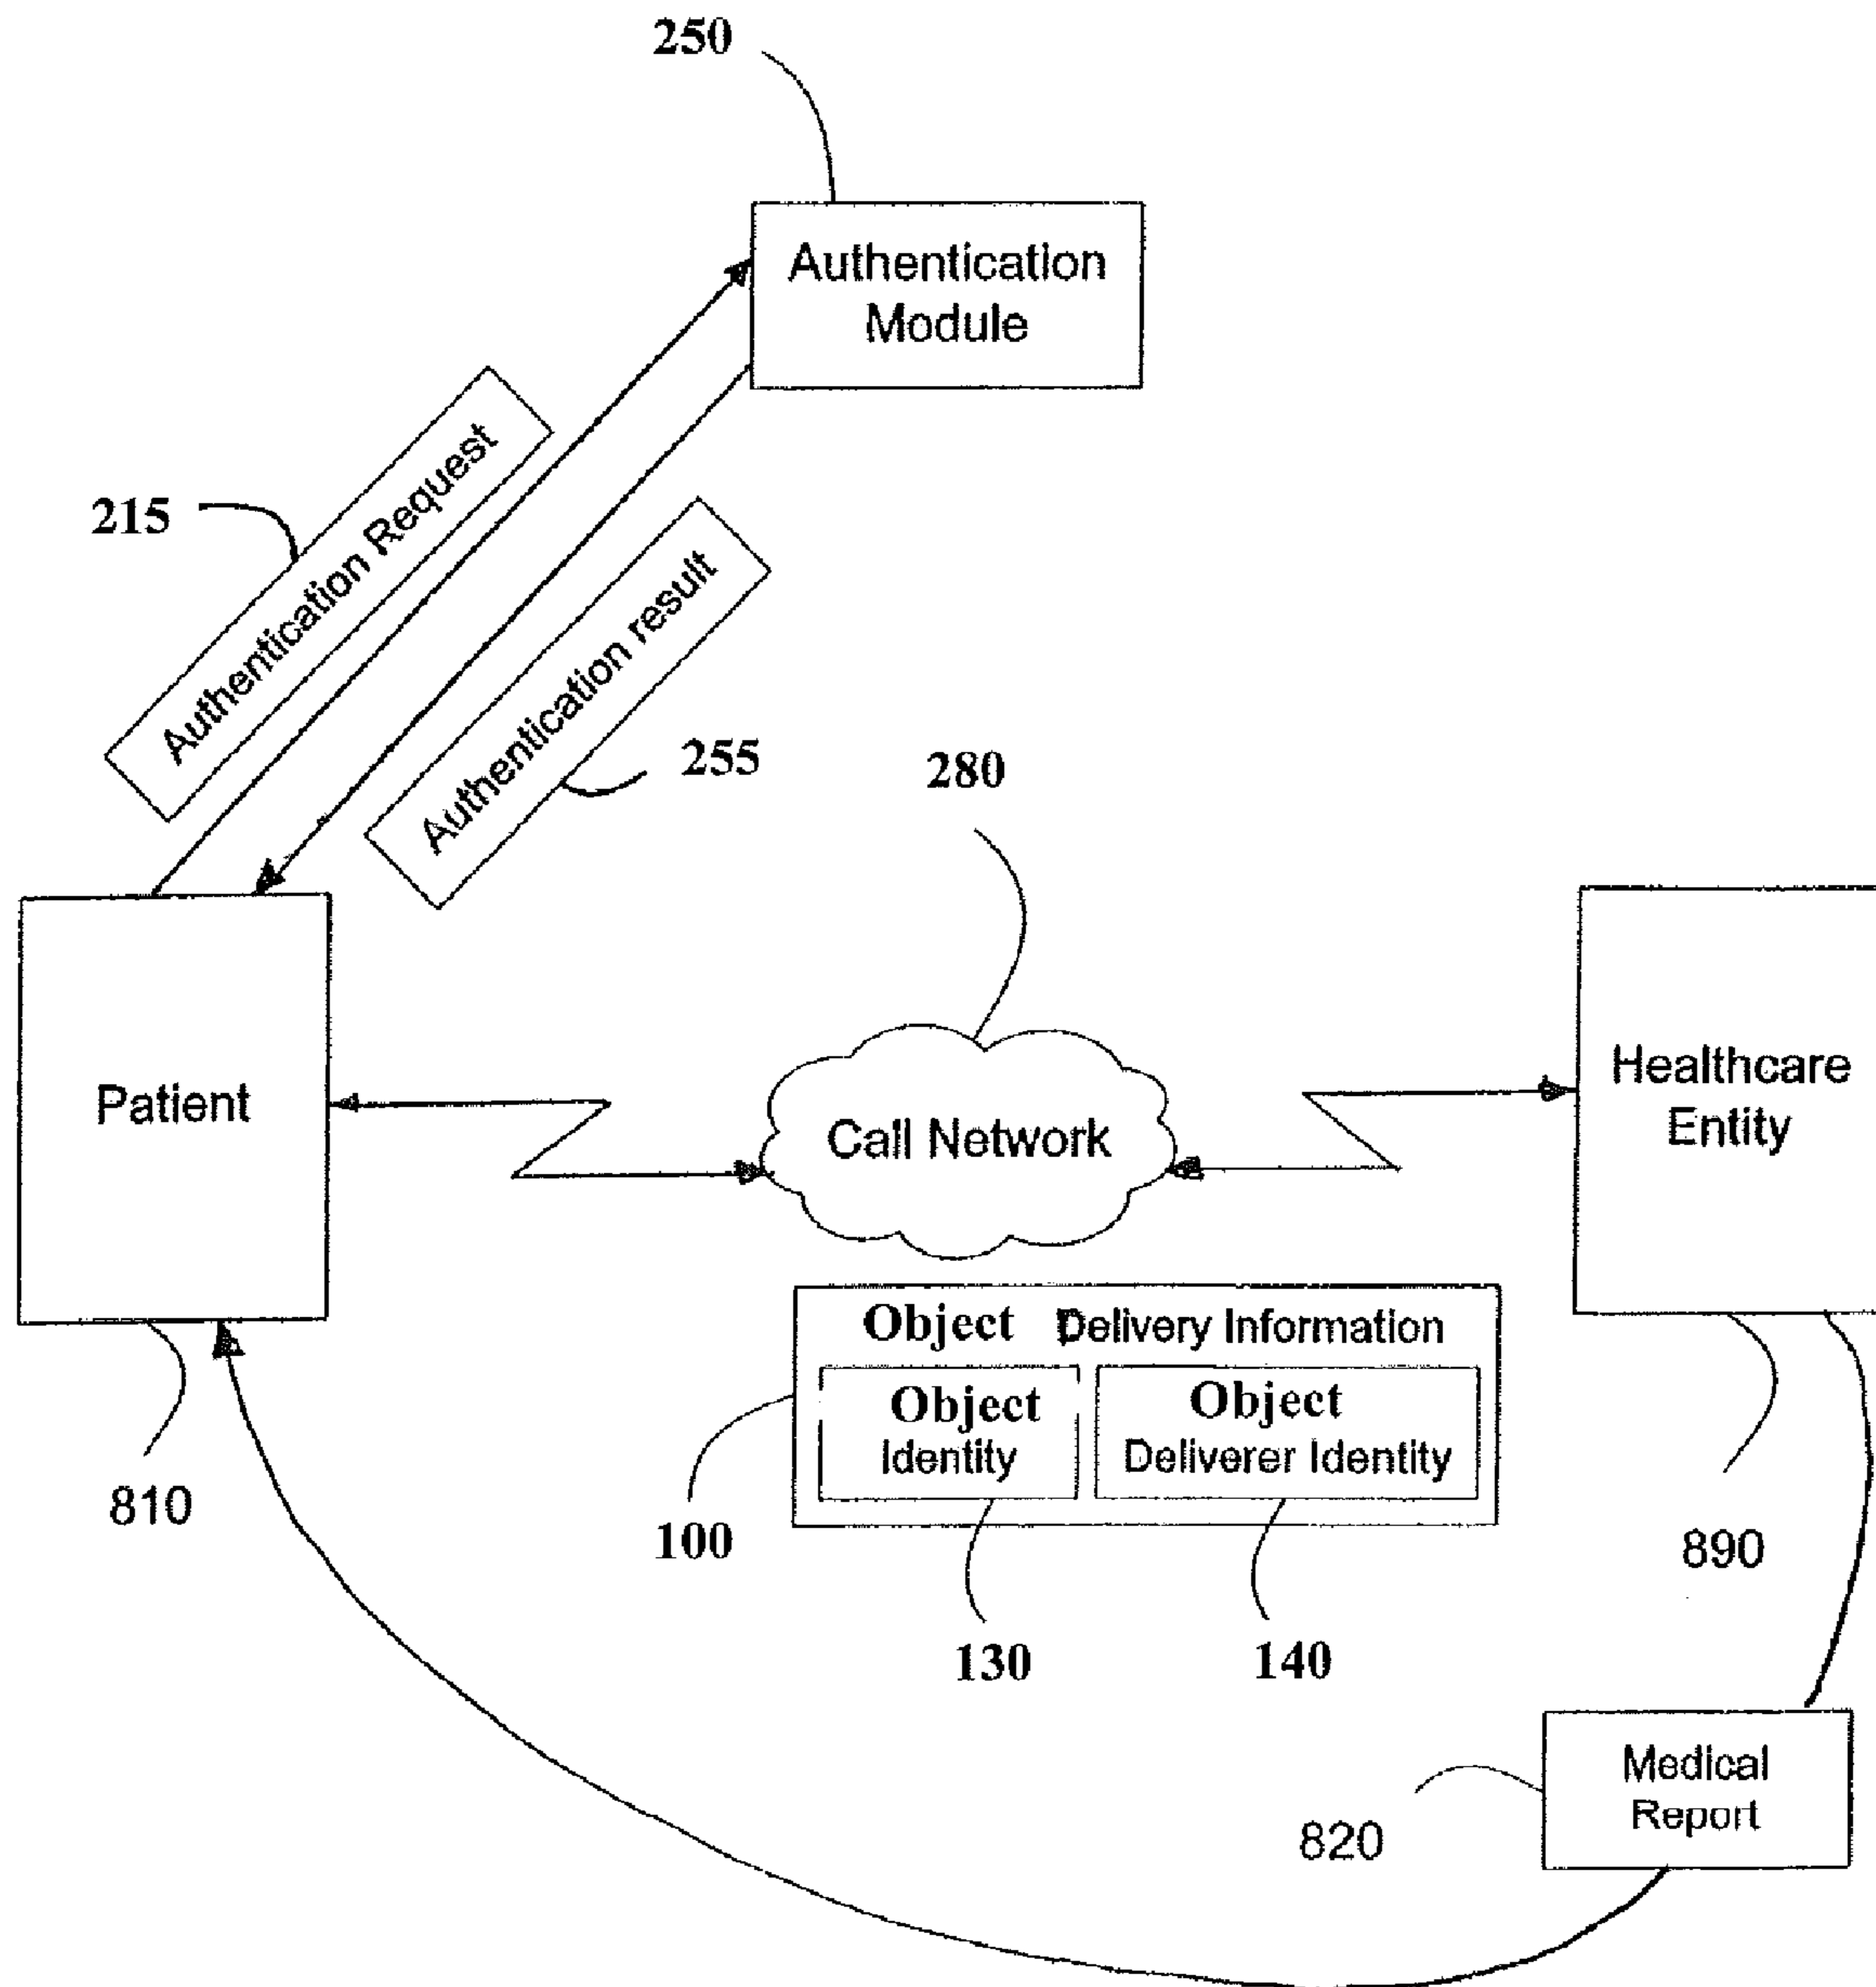 250
Authentication
Module
215
Authentication Request
Authentication result
255
280
Patient
Call Network
Healthcare
Entity
Object Delivery Information
Object
Identity
Object
Deliverer Identity
810
100
890
130
140
Medical
Report
820